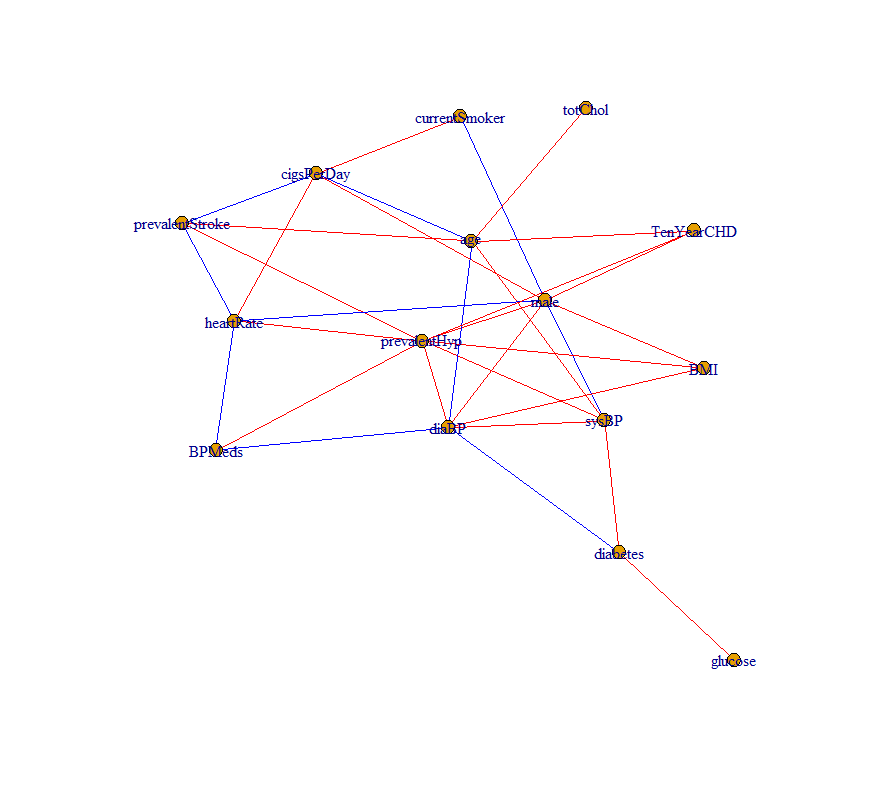 totChol
currentSmoker
cigsPerDay
prevalentStroke
TenYearCHD
age
male
heartRate
prevalentHyp
BMI
sysBP
diaBP
BPMeds
diabetes
glucose